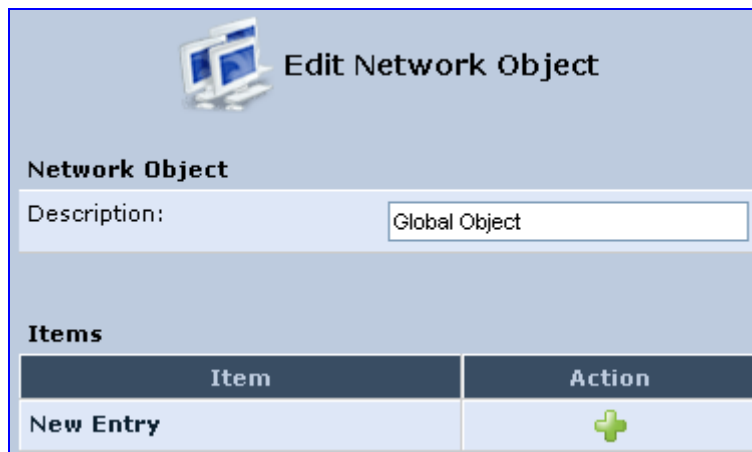 Edit Network Object
Network Object
Description: Global Object
Items
Item Action
New Entry